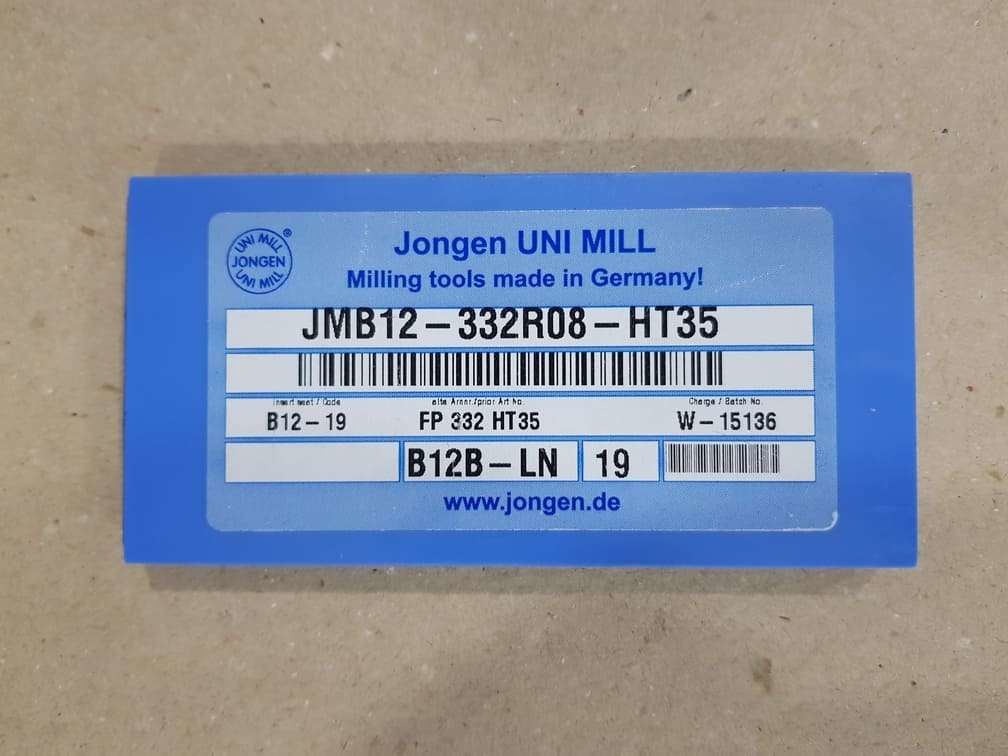 UNI MILL ®
JONGEN
UNI MILL
Jongen UNI MILL
Milling tools made in Germany!
JMB12-332R08-HT35
Insert seat / Code alte Artnr./prior Art No. Charge / Batch No.
B12-19 FP 332 HT35 W-15136
B12B-LN 19
www.jongen.de